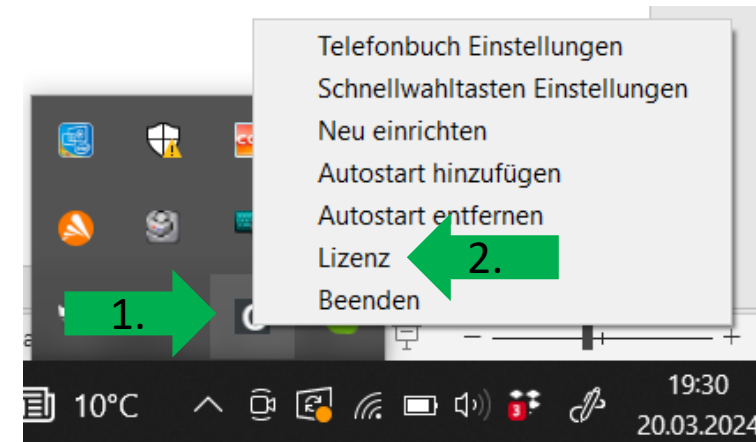 Telefonbuch Einstellungen
Schnellwahltasten Einstellungen
Neu einrichten
Autostart hinzufügen
Autostart entfernen
Lizenz
2.
Beenden
1.
10°C
3
19:30
20.03.2024